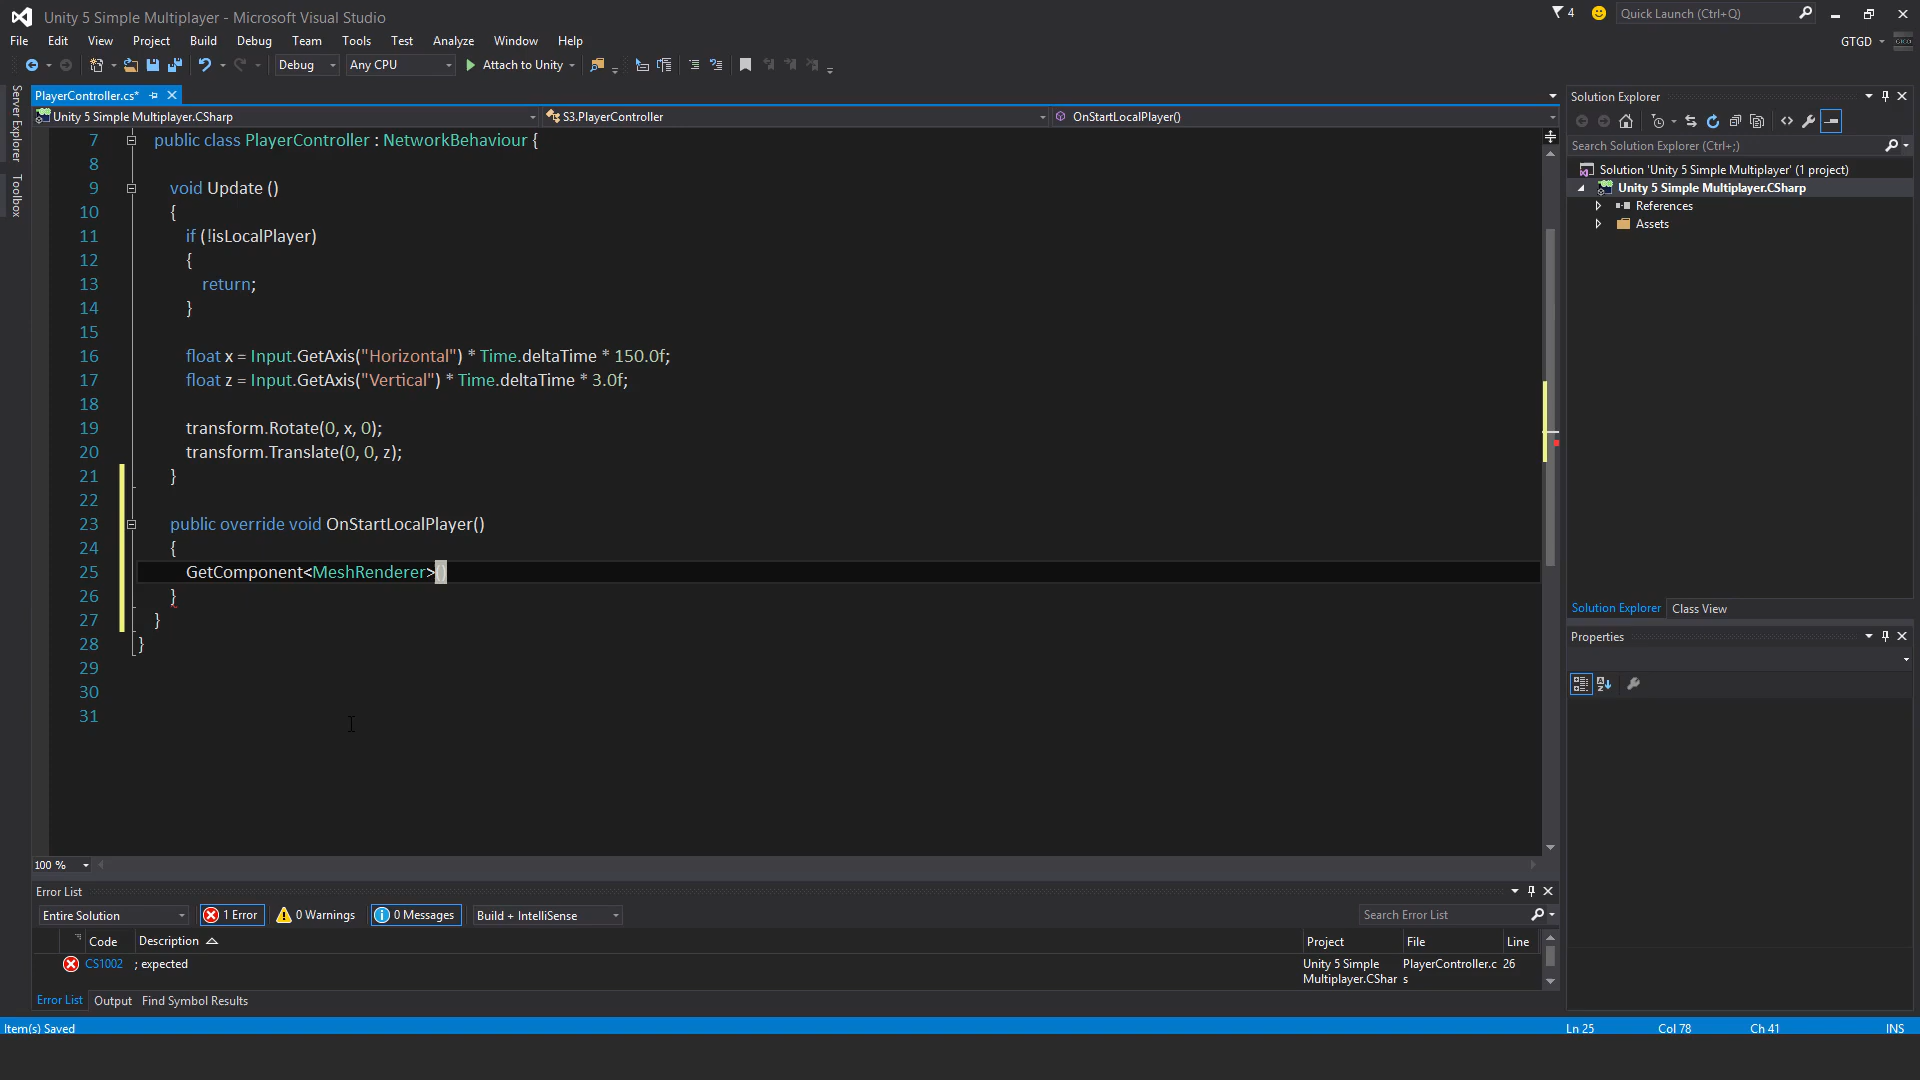 Unity 5 Simple Multiplayer - Microsoft Visual Studio
4
Quick Launch (Ctrl+Q)
File Edit View Project Build Debug Team Tools Test Analyze Window Help
GTGD
Debug Any CPU Attach to Unity
Server Explorer
Toolbox
PlayerController.cs*
Unity 5 Simple Multiplayer.CSharp S3.PlayerController OnStartLocalPlayer()
7 public class PlayerController : NetworkBehaviour {
8
9 void Update ()
10 {
11 if (!isLocalPlayer)
12 {
13 return;
14 }
15
16 float x = Input.GetAxis("Horizontal") * Time.deltaTime * 150.0f;
17 float z = Input.GetAxis("Vertical") * Time.deltaTime * 3.0f;
18
19 transform.Rotate(0, x, 0);
20 transform.Translate(0, 0, z);
21 }
22
23 public override void OnStartLocalPlayer()
24 {
25 GetComponent<MeshRenderer>()
26 }
27 }
28 }
29
30
31
100 %
Solution Explorer
Search Solution Explorer (Ctrl+;)
Solution 'Unity 5 Simple Multiplayer' (1 project)
Unity 5 Simple Multiplayer.CSharp
References
Assets
Solution Explorer Class View
Properties
Error List
Entire Solution 1 Error 0 Warnings 0 Messages Build + IntelliSense Search Error List
Code Description Project File Line
CS1002 ; expected Unity 5 Simple PlayerController.c 26
Multiplayer.CShar s
Error List Output Find Symbol Results
Item(s) Saved Ln 25 Col 78 Ch 41 INS